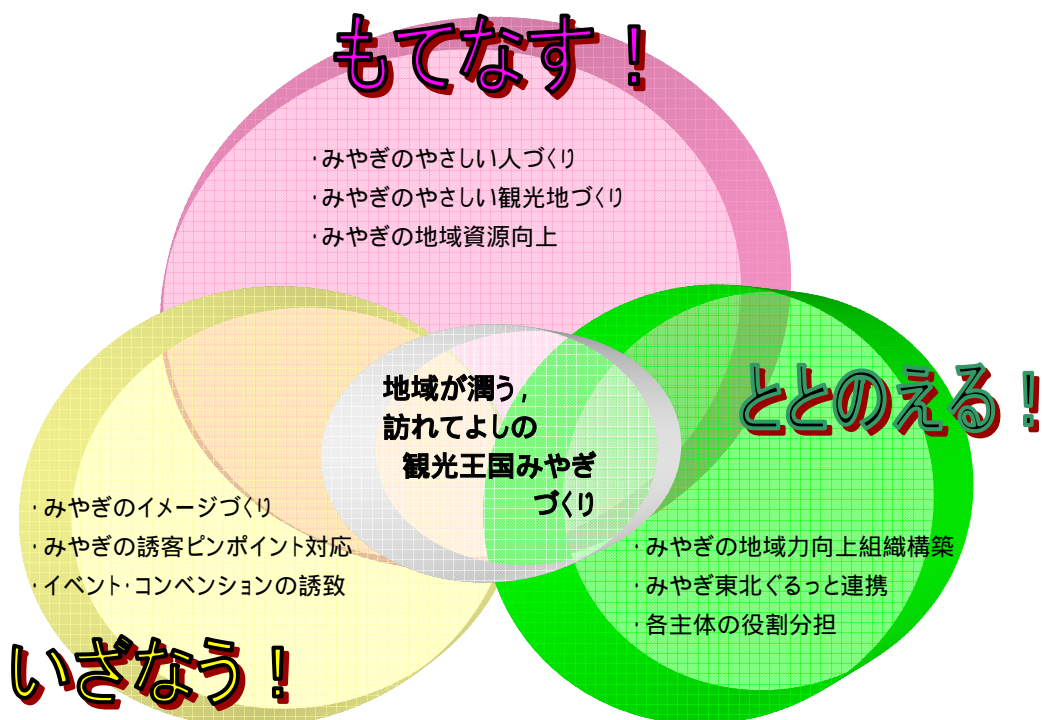 もてなす！
・みやぎのやさしい人づくり
・みやぎのやさしい観光地づくり
・みやぎの地域資源向上
地域が潤う，
訪れてよしの
観光王国みやぎ
づくり
ととのえる！
・みやぎのイメージづくり
・みやぎの誘客ピンポイント対応
・イベント・コンベンションの誘致
・みやぎの地域力向上組織構築
・みやぎ東北ぐるっと連携
・各主体の役割分担
いざなう！